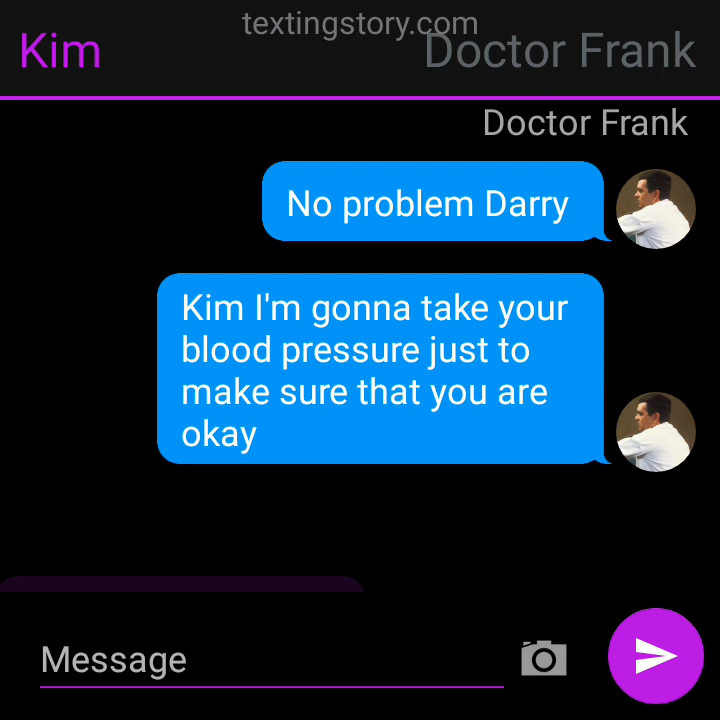 textingstory.com
Kim
Doctor Frank
Doctor Frank
No problem Darry
Kim I'm gonna take your
blood pressure just to
make sure that you are
okay
Message